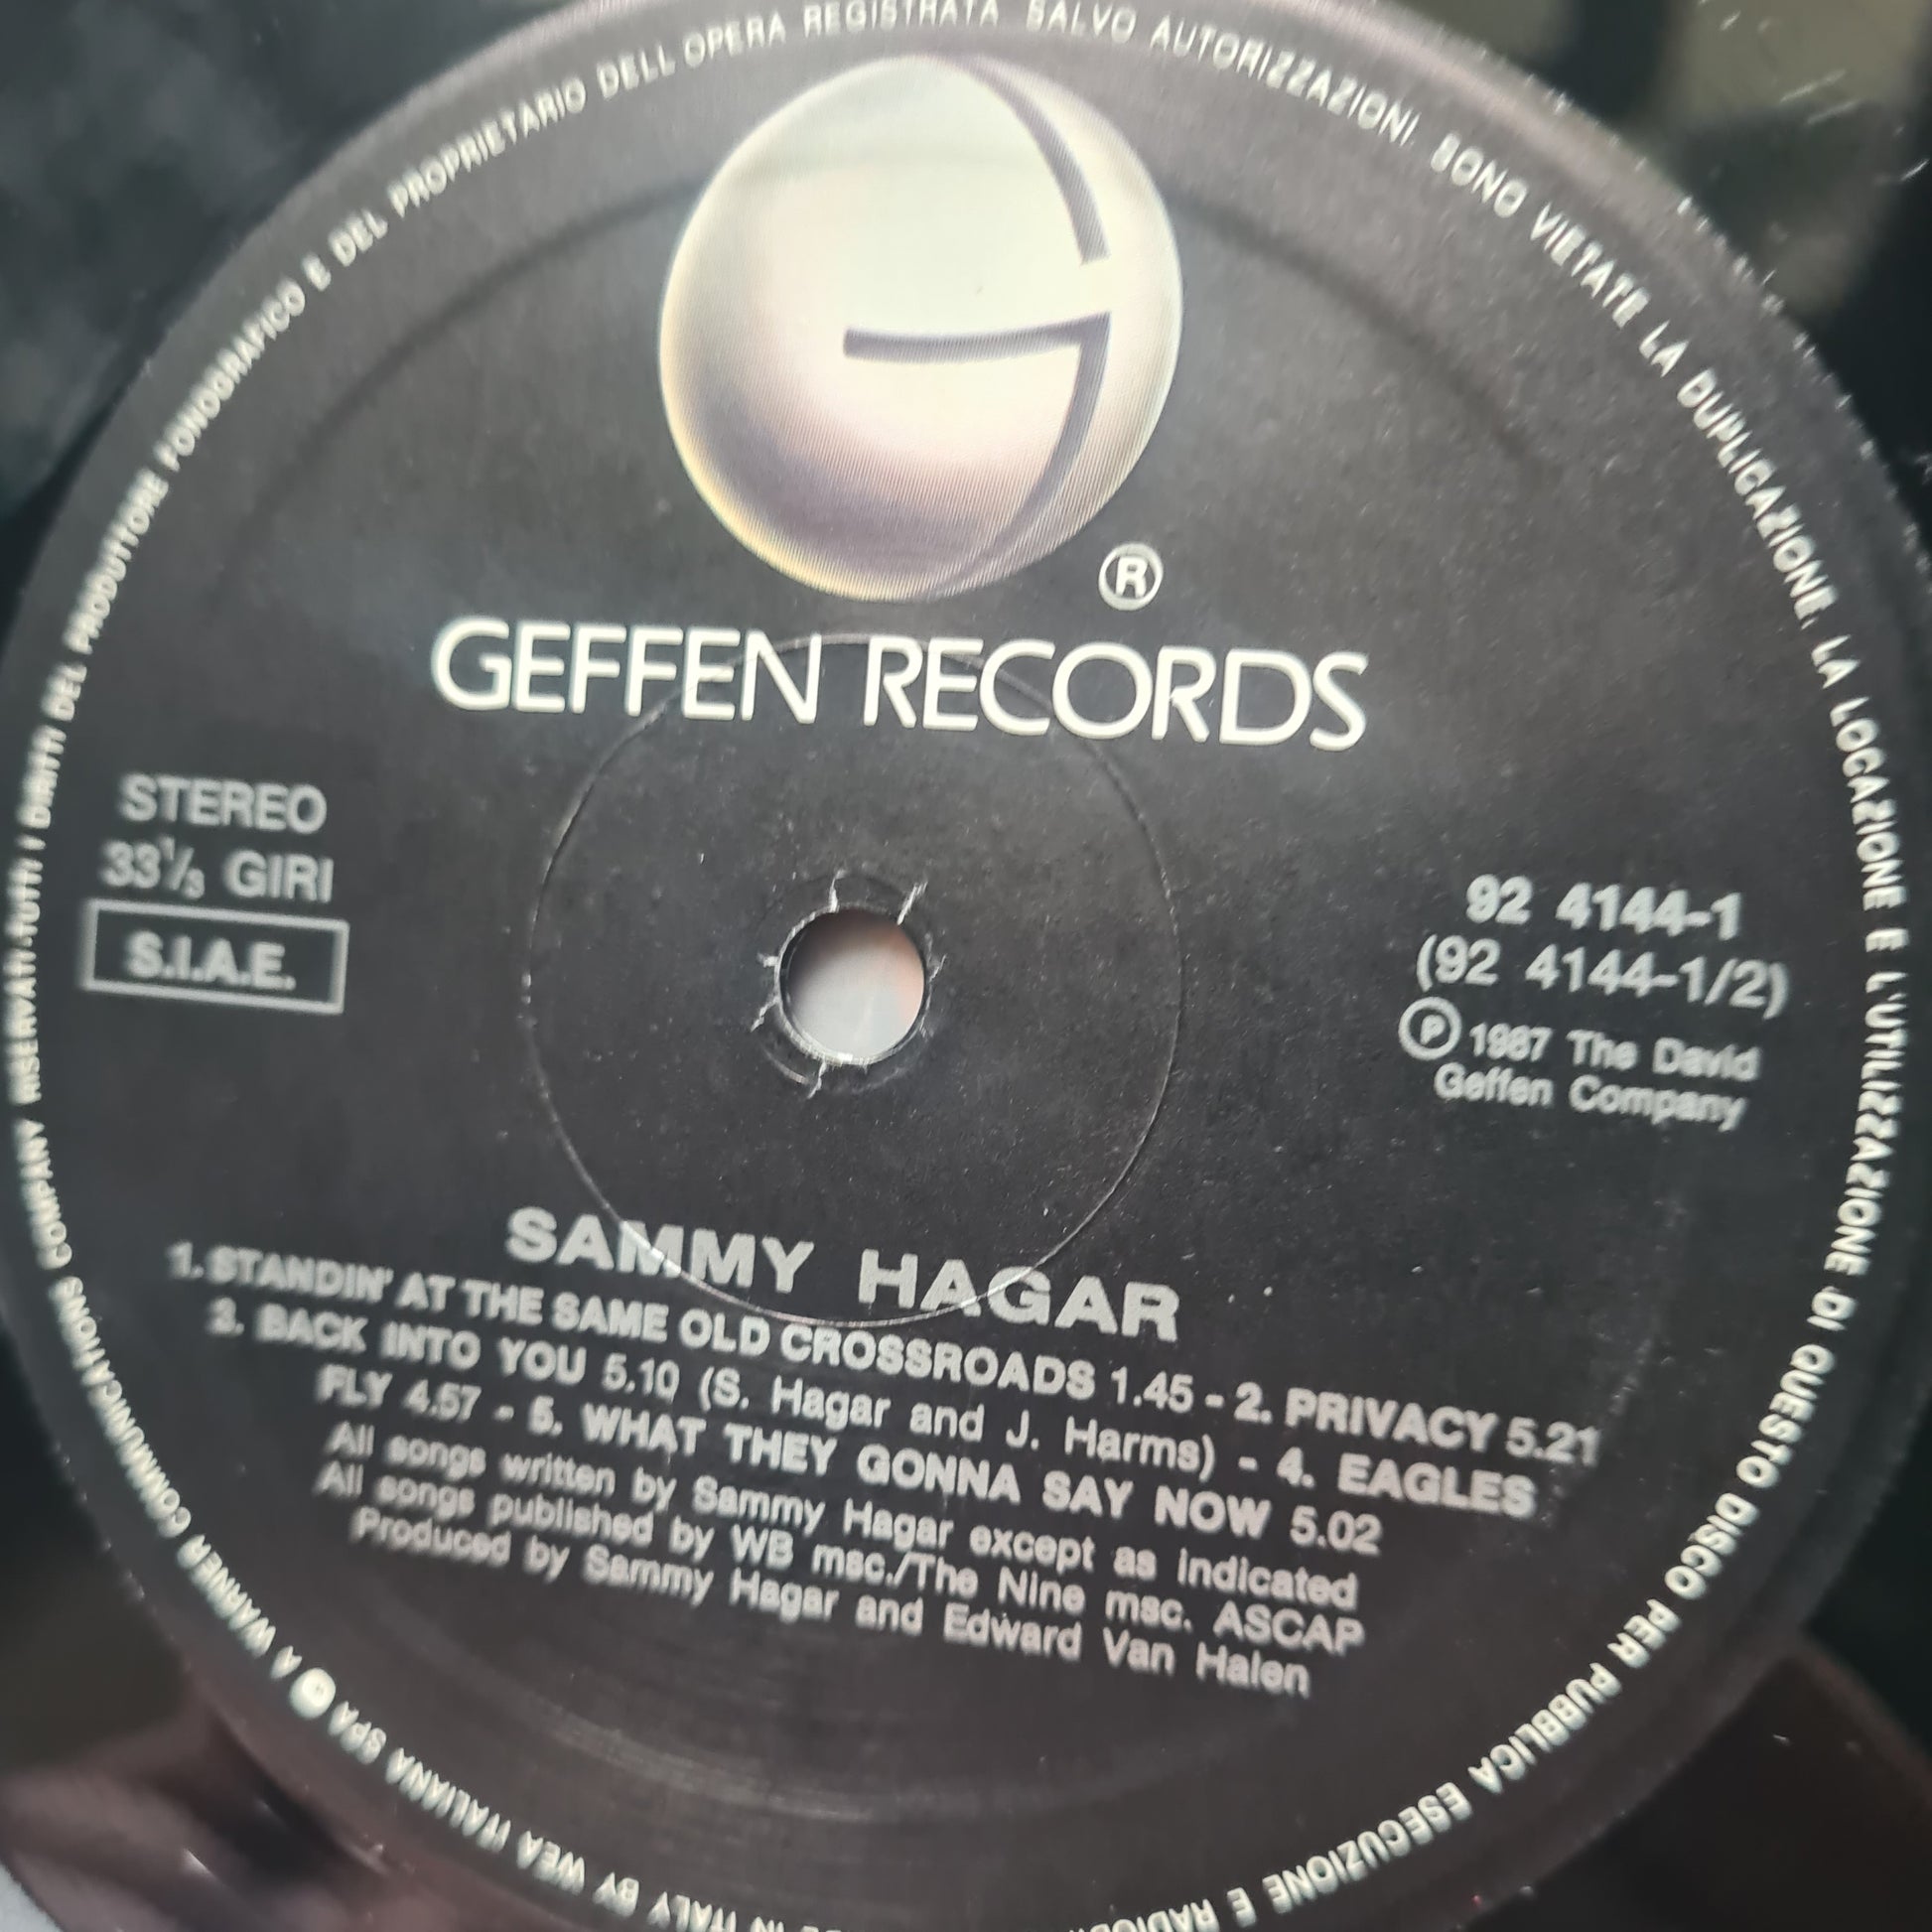 GEFFEN RECORDS
®
STEREO
33⅓ GIRI
S.I.A.E.
92 4144-1
(92 4144-1/2)
Ⓟ 1987 The David
Geffen Company
SAMMY HAGAR
1. STANDIN' AT THE SAME OLD CROSSROADS 1.45 - 2. PRIVACY 5.21
3. BACK INTO YOU 5.10 (S. Hagar and J. Harms) - 4. EAGLES
FLY 4.57 - 5. WHAT THEY GONNA SAY NOW 5.02
All songs written by Sammy Hagar except as indicated
All songs published by WB msc./The Nine msc. ASCAP
Produced by Sammy Hagar and Edward Van Halen
TUTTI I DIRITTI DEL PRODUTTORE FONOGRAFICO E DEL PROPRIETARIO DELL'OPERA REGISTRATA RISERVATI. SALVO AUTORIZZAZIONI, SONO VIETATE LA DUPLICAZIONE, LA LOCAZIONE E L'UTILIZZAZIONE DI QUESTO DISCO PER PUBBLICA ESECUZIONE E
IN ITALY BY WEA ITALIANA SPA A WARNER COMMUNICATIONS COMPANY